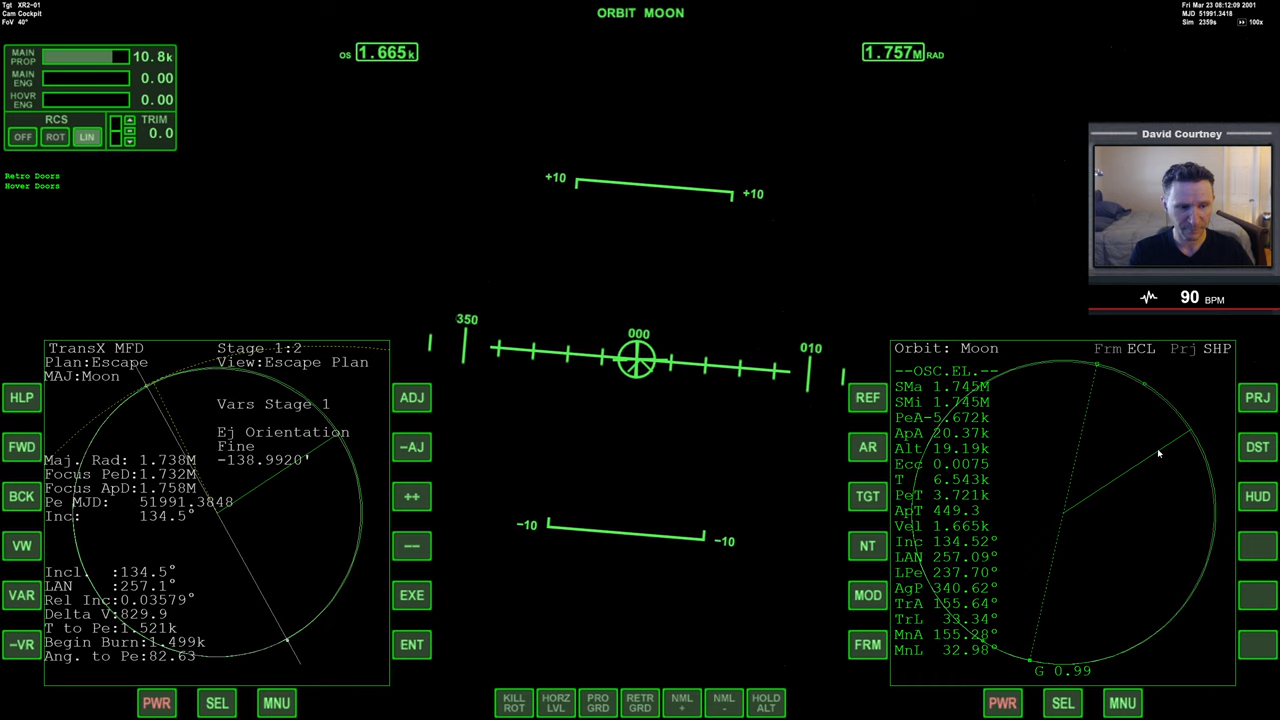 Tgt XR2-01
Cam Cockpit
FoV 40°
ORBIT MOON
Fri Mar 23 08:12:09 2001
MJD 51991.3418
Sim 2359s 100x
MAIN PROP 10.8k
MAIN ENG 0.00
HOVR ENG 0.00
RCS TRIM
OFF ROT LIN 0.0
Retro Doors
Hover Doors
OS 1.665k
1.757M RAD
David Courtney
90 BPM
+10 +10
350 000 010
-10 -10
TransX MFD Stage 1:2
Plan:Escape View:Escape Plan
MAJ:Moon
Vars Stage 1
Ej Orientation
Fine
-138.9920'
Maj. Rad: 1.738M
Focus PeD:1.732M
Focus ApD:1.758M
Pe MJD: 51991.3848
Inc: 134.5°
Incl. :134.5°
LAN :257.1°
Rel Inc:0.03579°
Delta V:829.9
T to Pe:1.521k
Begin Burn:1.499k
Ang. to Pe:82.63
HLP
FWD
BCK
VW
VAR
-VR
ADJ
-AJ
++
--
EXE
ENT
PWR SEL MNU
KILL ROT
HORZ LVL
PRO GRD
RETR GRD
NML +
NML -
HOLD ALT
Orbit: Moon Frm ECL Prj SHP
--OSC.EL.--
SMa 1.745M
SMi 1.745M
PeA-5.672k
ApA 20.37k
Alt 19.19k
Ecc 0.0075
T 6.543k
PeT 3.721k
ApT 449.3
Vel 1.665k
Inc 134.52°
LAN 257.09°
LPe 237.70°
AgP 340.62°
TrA 155.64°
TrL 33.34°
MnA 155.28°
MnL 32.98°
G 0.99
REF
AR
TGT
NT
MOD
FRM
PRJ
DST
HUD
PWR SEL MNU